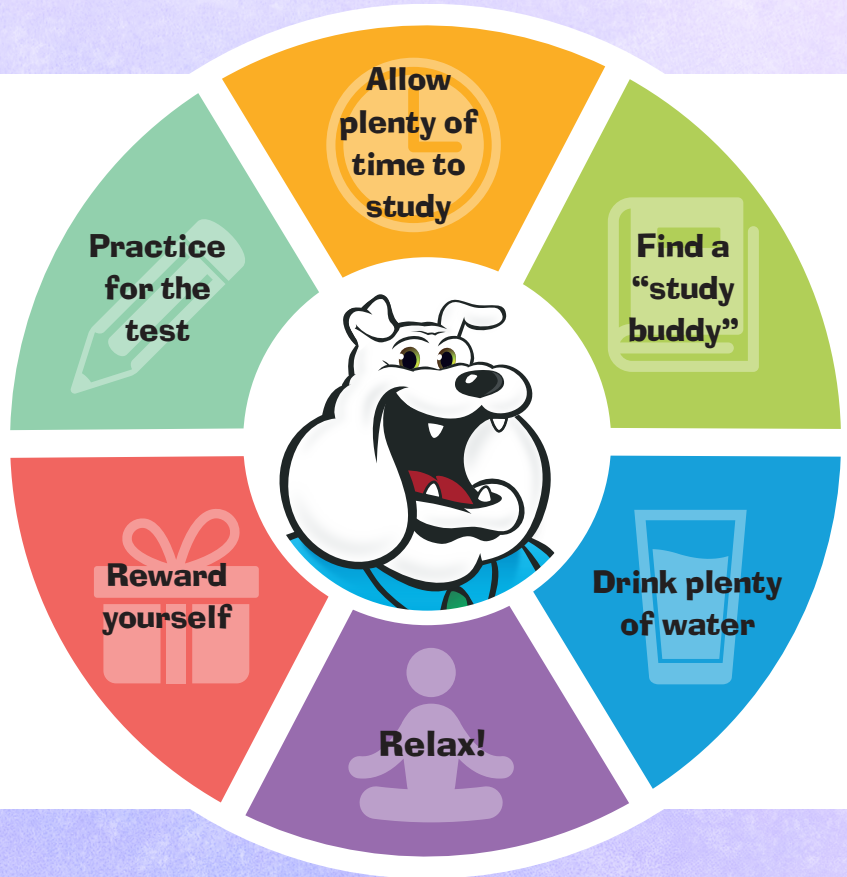 Allow
plenty of
time to
study
Find a
“study
buddy”
Drink plenty
of water
Relax!
Reward
yourself
Practice
for the
test